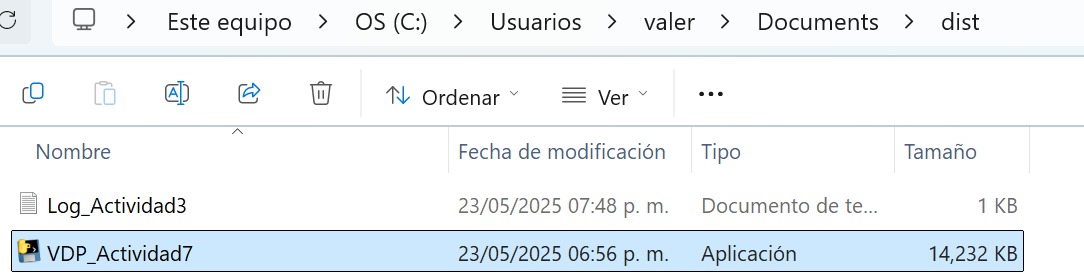 Este equipo > OS (C:) > Usuarios > valer > Documents > dist
Ordenar Ver
Nombre Fecha de modificación Tipo Tamaño
Log_Actividad3 23/05/2025 07:48 p. m. Documento de te... 1 KB
VDP_Actividad7 23/05/2025 06:56 p. m. Aplicación 14,232 KB